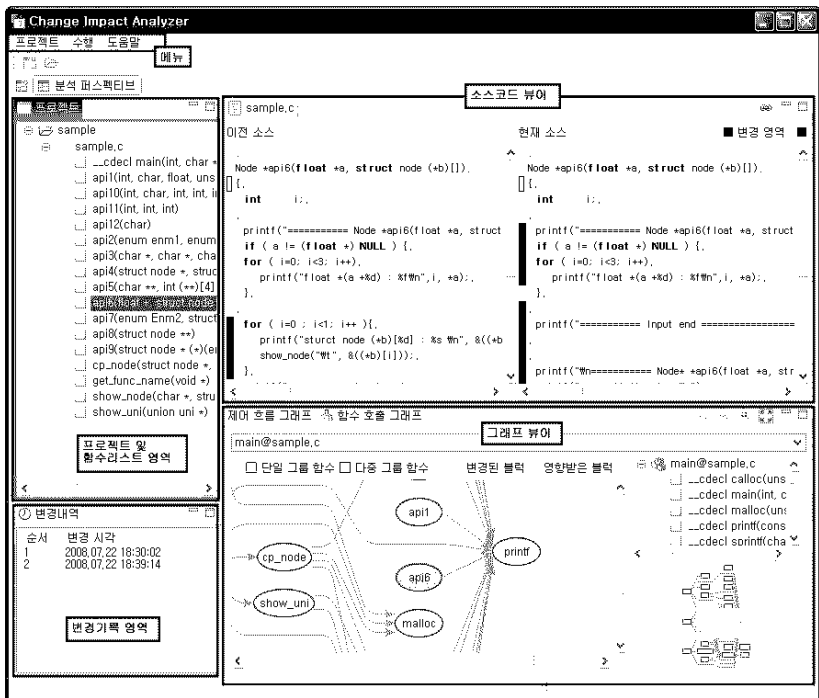 Change Impact Analyzer
프로젝트 수행 도움말
메뉴
분석 퍼스펙티브
프로젝트
sample
sample.c
__cdecl main(int, char *
api1(int, char, float, uns
api10(int, char, int, int, in
api11(int, int, int)
api12(char)
api2(enum enm1, enum
api3(char *, char *, cha
api4(struct node *, struc
api5(char **, int (**)[4]
api6(float *, struct node
api7(enum Enm2, struct
api8(struct node **)
api9(struct node * (*)(en
cp_node(struct node *,
get_func_name(void *)
show_node(char *, stru
show_uni(union uni *)
프로젝트 및
함수리스트 영역
변경내역
순서 변경 시각
1 2008.07.22 18:30:02
2 2008.07.22 18:39:14
변경기록 영역
소스코드 뷰어
sample.c
이전 소스
Node *api6(float *a, struct node (*b)[]).
{.
int i;.
printf("=========== Node *api6(float *a, struct
if ( a != (float *) NULL ) {.
for ( i=0; i<3; i++).
printf("float *(a +%d) : %f₩n",i, *a);.
}.
for ( i=0 ; i<1; i++ ){.
printf("sturct node (*b)[%d] : %s ₩n", &((*b
show_node("₩t", &((*b)[i]));.
}.
현재 소스 변경 영역
Node *api6(float *a, struct node (*b)[]).
{.
int i;.
printf("=========== Node *api6(float *a, struct
if ( a != (float *) NULL ) {.
for ( i=0; i<3; i++).
printf("float *(a +%d) : %f₩n",i, *a);.
}.
printf("=========== Input end ================
printf("₩n=========== Node* *api6(float *a, str
제어 흐름 그래프 함수 호출 그래프
그래프 뷰어
main@sample.c
단일 그룹 함수 다중 그룹 함수 변경된 블럭 영향받은 블럭
api1
cp_node
printf
api6
show_uni
malloc
main@sample.c
__cdecl calloc(uns
__cdecl main(int, c
__cdecl malloc(uns
__cdecl printf(cons
__cdecl sprintf(cha